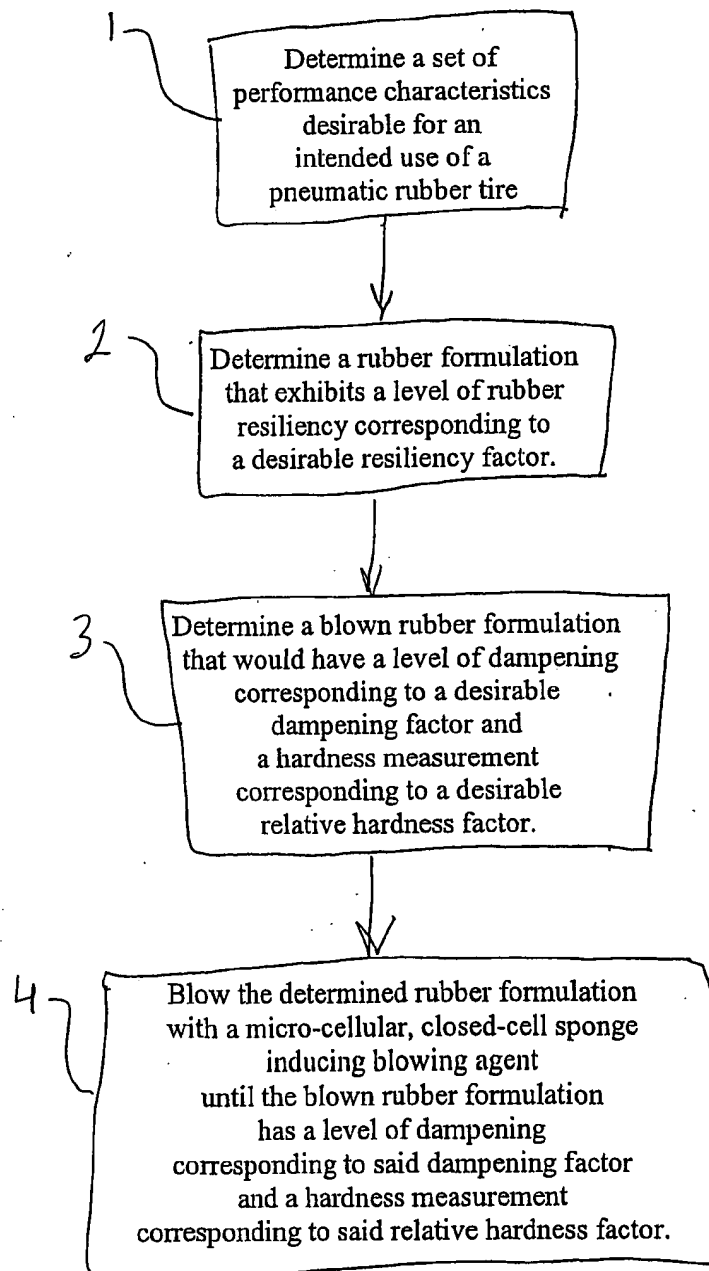 1
Determine a set of
performance characteristics
desirable for an
intended use of a
pneumatic rubber tire
2
Determine a rubber formulation
that exhibits a level of rubber
resiliency corresponding to
a desirable resiliency factor.
3
Determine a blown rubber formulation
that would have a level of dampening
corresponding to a desirable
dampening factor and
a hardness measurement
corresponding to a desirable
relative hardness factor.
4
Blow the determined rubber formulation
with a micro-cellular, closed-cell sponge
inducing blowing agent
until the blown rubber formulation
has a level of dampening
corresponding to said dampening factor
and a hardness measurement
corresponding to said relative hardness factor.